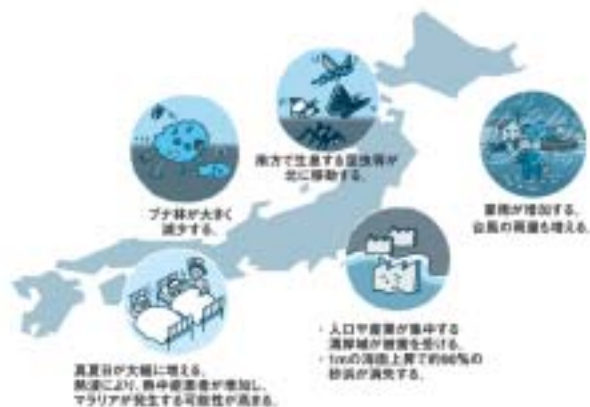 南方で生息する昆虫等が
北に移動する。
ブナ林が大きく
減少する。
豪雨が増加する。
台風の雨量も増える。
・人口や産業が集中する
沿岸域が被害を受ける。
・1mの海面上昇で約90%の
砂浜が消失する。
真夏日が大幅に増える。
熱波により、熱中症患者が増加し、
マラリアが発生する可能性が高まる。